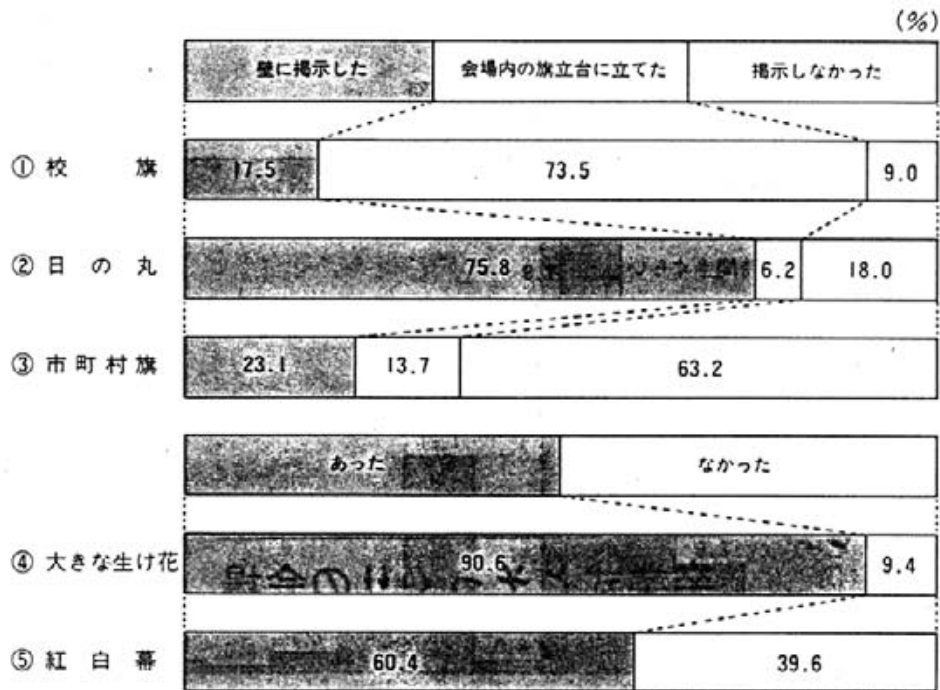 (%)
壁に掲示した 会場内の旗立台に立てた 掲示しなかった
① 校旗 17.5 73.5 9.0
② 日の丸 75.8 6.2 18.0
③ 市町村旗 23.1 13.7 63.2
あった なかった
④ 大きな生け花 90.6 9.4
⑤ 紅白幕 60.4 39.6